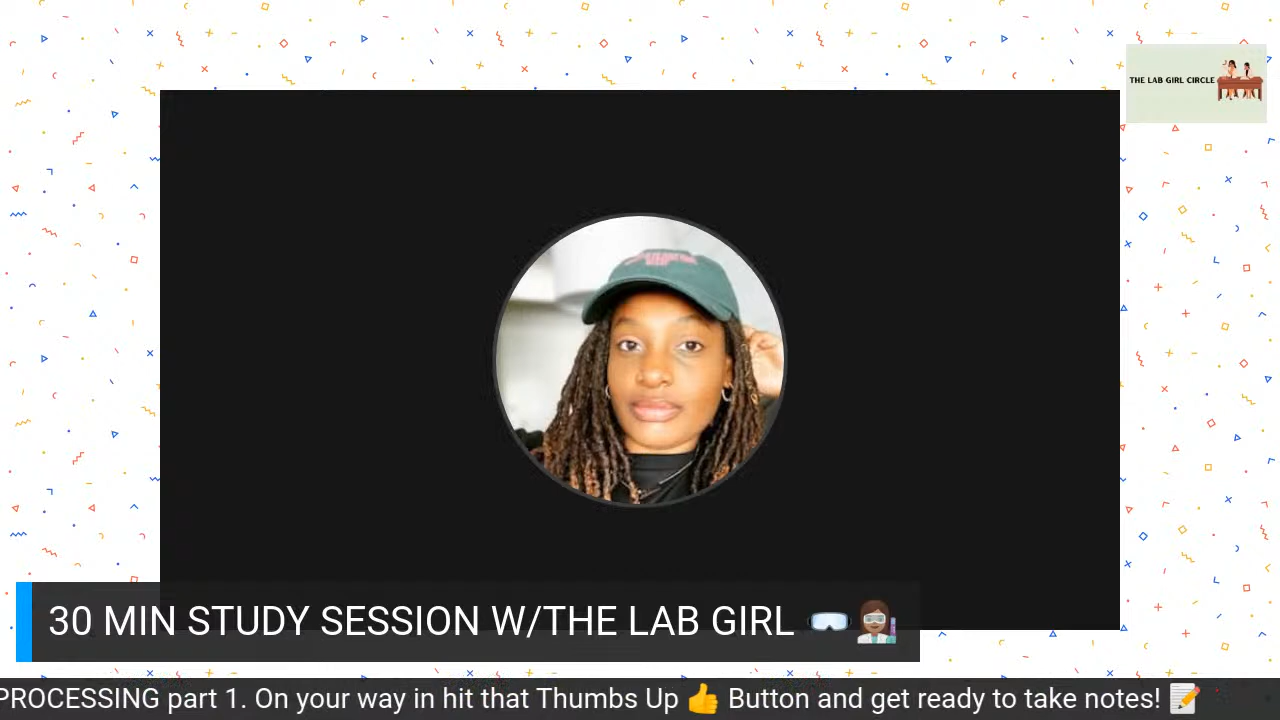 THE LAB GIRL CIRCLE
30 MIN STUDY SESSION W/THE LAB GIRL 🥽👩🏽‍🔬
PROCESSING part 1. On your way in hit that Thumbs Up 👍 Button and get ready to take notes! 📝